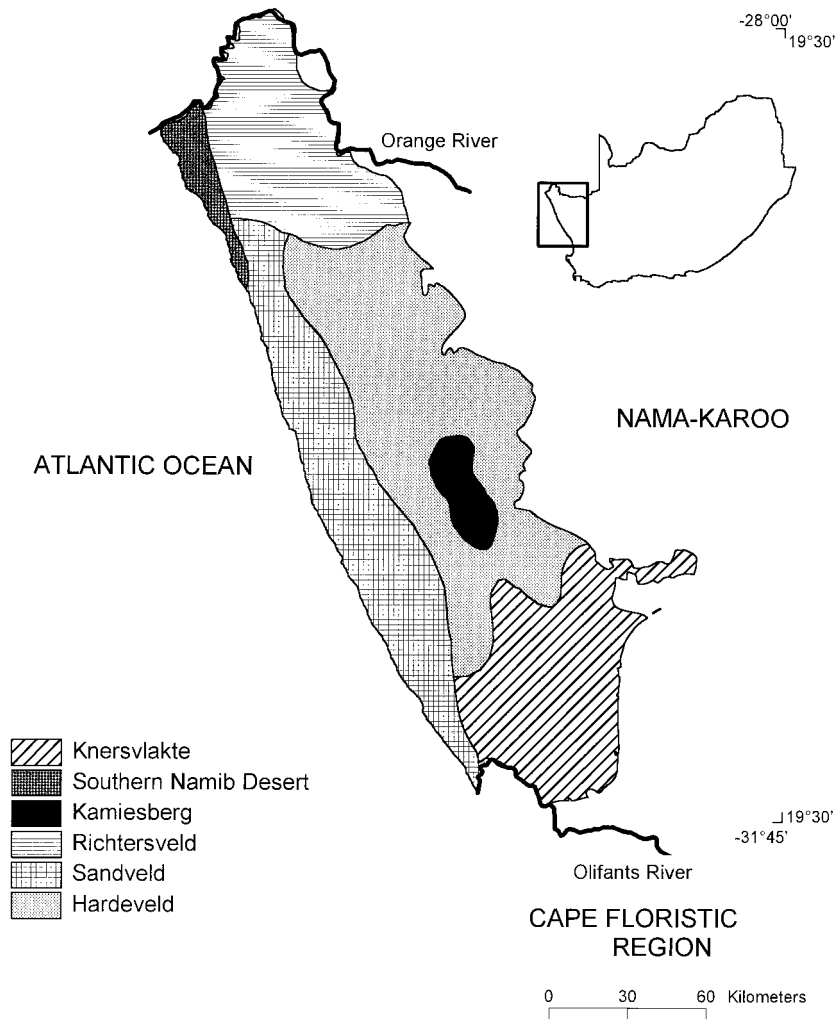 -28°00'
19°30'
Orange River
NAMA-KAROO
ATLANTIC OCEAN
Knersvlakte
Southern Namib Desert
Kamiesberg
Richtersveld
Sandveld
Hardeveld
19°30'
-31°45'
Olifants River
CAPE FLORISTIC
REGION
0 30 60 Kilometers